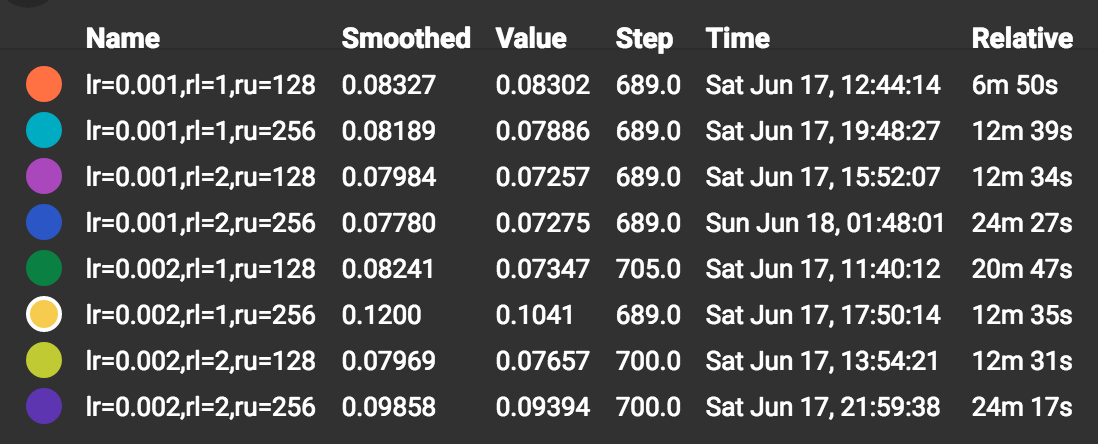 Name Smoothed Value Step Time Relative
lr=0.001,rl=1,ru=128 0.08327 0.08302 689.0 Sat Jun 17, 12:44:14 6m 50s
lr=0.001,rl=1,ru=256 0.08189 0.07886 689.0 Sat Jun 17, 19:48:27 12m 39s
lr=0.001,rl=2,ru=128 0.07984 0.07257 689.0 Sat Jun 17, 15:52:07 12m 34s
lr=0.001,rl=2,ru=256 0.07780 0.07275 689.0 Sun Jun 18, 01:48:01 24m 27s
lr=0.002,rl=1,ru=128 0.08241 0.07347 705.0 Sat Jun 17, 11:40:12 20m 47s
lr=0.002,rl=1,ru=256 0.1200 0.1041 689.0 Sat Jun 17, 17:50:14 12m 35s
lr=0.002,rl=2,ru=128 0.07969 0.07657 700.0 Sat Jun 17, 13:54:21 12m 31s
lr=0.002,rl=2,ru=256 0.09858 0.09394 700.0 Sat Jun 17, 21:59:38 24m 17s